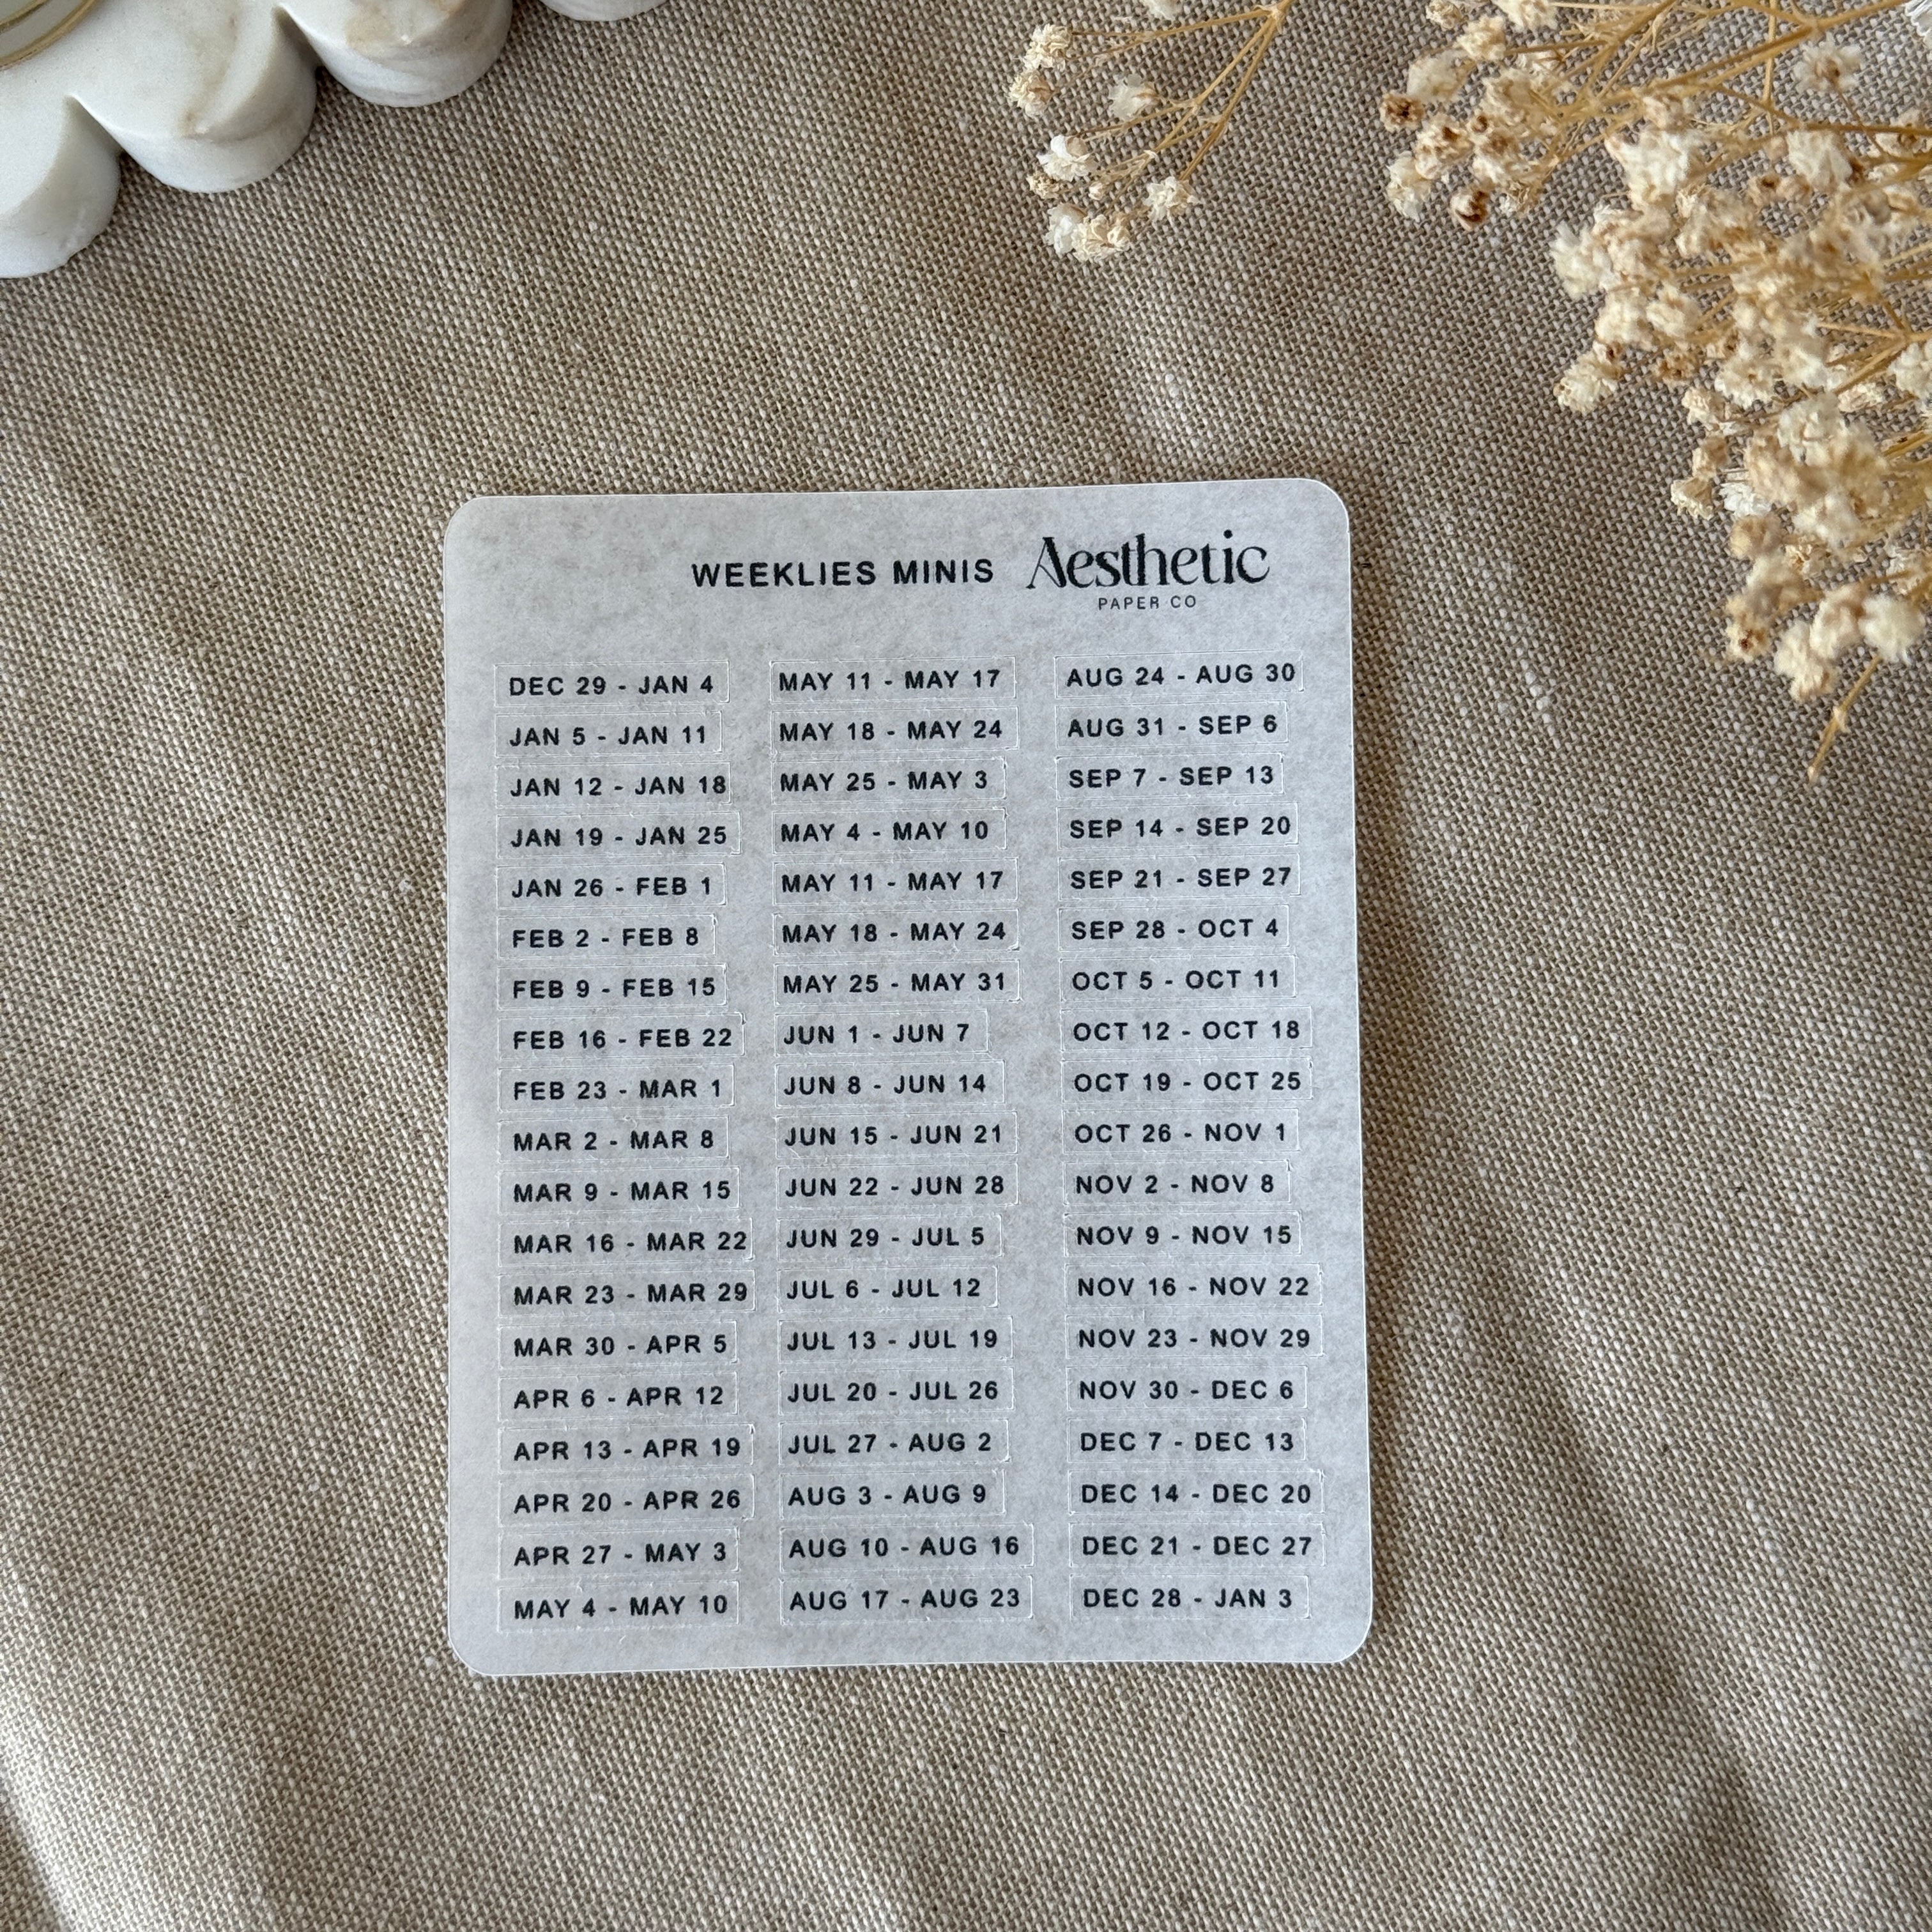 WEEKLIES MINIS
Aesthetic
PAPER CO
DEC 29 - JAN 4
JAN 5 - JAN 11
JAN 12 - JAN 18
JAN 19 - JAN 25
JAN 26 - FEB 1
FEB 2 - FEB 8
FEB 9 - FEB 15
FEB 16 - FEB 22
FEB 23 - MAR 1
MAR 2 - MAR 8
MAR 9 - MAR 15
MAR 16 - MAR 22
MAR 23 - MAR 29
MAR 30 - APR 5
APR 6 - APR 12
APR 13 - APR 19
APR 20 - APR 26
APR 27 - MAY 3
MAY 4 - MAY 10
MAY 11 - MAY 17
MAY 18 - MAY 24
MAY 25 - MAY 3
MAY 4 - MAY 10
MAY 11 - MAY 17
MAY 18 - MAY 24
MAY 25 - MAY 31
JUN 1 - JUN 7
JUN 8 - JUN 14
JUN 15 - JUN 21
JUN 22 - JUN 28
JUN 29 - JUL 5
JUL 6 - JUL 12
JUL 13 - JUL 19
JUL 20 - JUL 26
JUL 27 - AUG 2
AUG 3 - AUG 9
AUG 10 - AUG 16
AUG 17 - AUG 23
AUG 24 - AUG 30
AUG 31 - SEP 6
SEP 7 - SEP 13
SEP 14 - SEP 20
SEP 21 - SEP 27
SEP 28 - OCT 4
OCT 5 - OCT 11
OCT 12 - OCT 18
OCT 19 - OCT 25
OCT 26 - NOV 1
NOV 2 - NOV 8
NOV 9 - NOV 15
NOV 16 - NOV 22
NOV 23 - NOV 29
NOV 30 - DEC 6
DEC 7 - DEC 13
DEC 14 - DEC 20
DEC 21 - DEC 27
DEC 28 - JAN 3